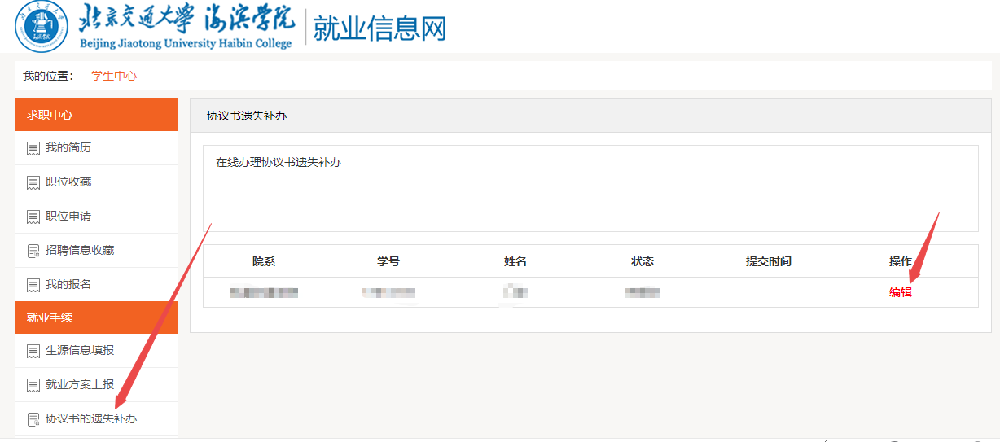 北京交通大学 海滨学院
Beijing Jiaotong University Haibin College
就业信息网
我的位置： 学生中心
求职中心
我的简历
职位收藏
职位申请
招聘信息收藏
我的报名
就业手续
生源信息填报
就业方案上报
协议书的遗失补办
协议书遗失补办
在线办理协议书遗失补办
院系 学号 姓名 状态 提交时间 操作
编辑